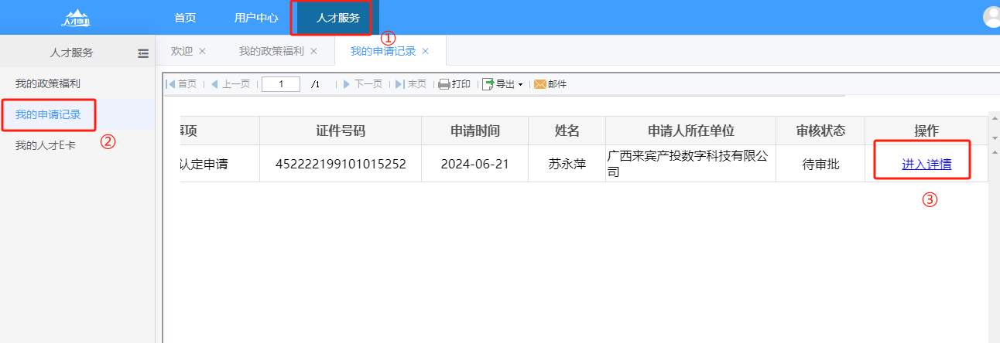 人才中心 首页 用户中心 人才服务
①
人才服务 欢迎 × 我的政策福利 × 我的申请记录 ×
我的政策福利 首页 上一页 1 /1 下一页 末页 打印 导出 邮件
我的申请记录
②
我的人才E卡
事项 证件号码 申请时间 姓名 申请人所在单位 审核状态 操作
认定申请 452222199101015252 2024-06-21 苏永萍 广西来宾产投数字科技有限公 待审批 进入详情
司
③